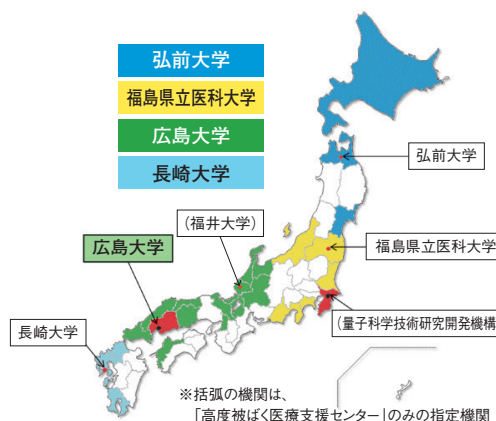 弘前大学
福島県立医科大学
広島大学
長崎大学
弘前大学
(福井大学)
広島大学
福島県立医科大学
(量子科学技術研究開発機構
長崎大学
※括弧の機関は、
「高度被ばく医療支援センター」のみの指定機関